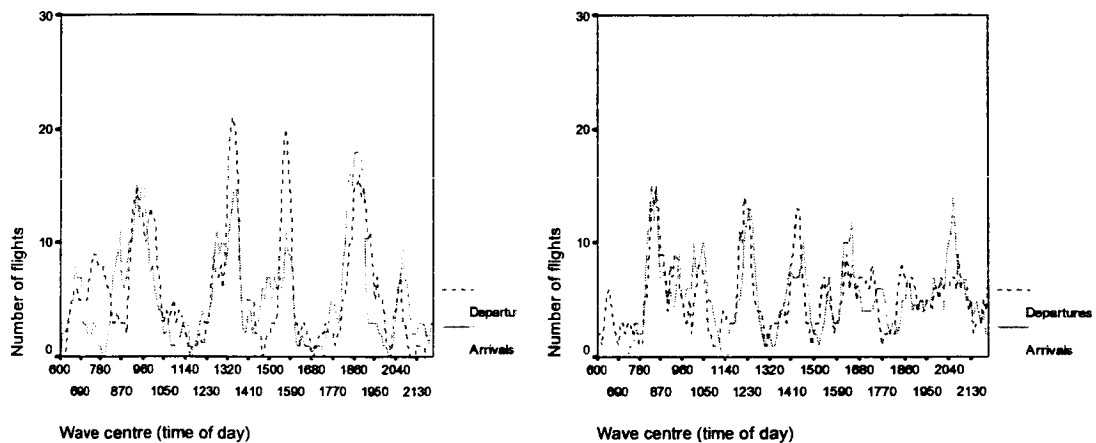 30
20
10
0
Number of flights
600 780 960 1140 1320 1500 1680 1860 2040
690 870 1050 1230 1410 1590 1770 1950 2130
Wave centre (time of day)
Departu
Arrivals
30
20
10
0
Number of flights
600 780 960 1140 1320 1500 1680 1860 2040
690 870 1050 1230 1410 1590 1770 1950 2130
Wave centre (time of day)
Departures
Arrivals